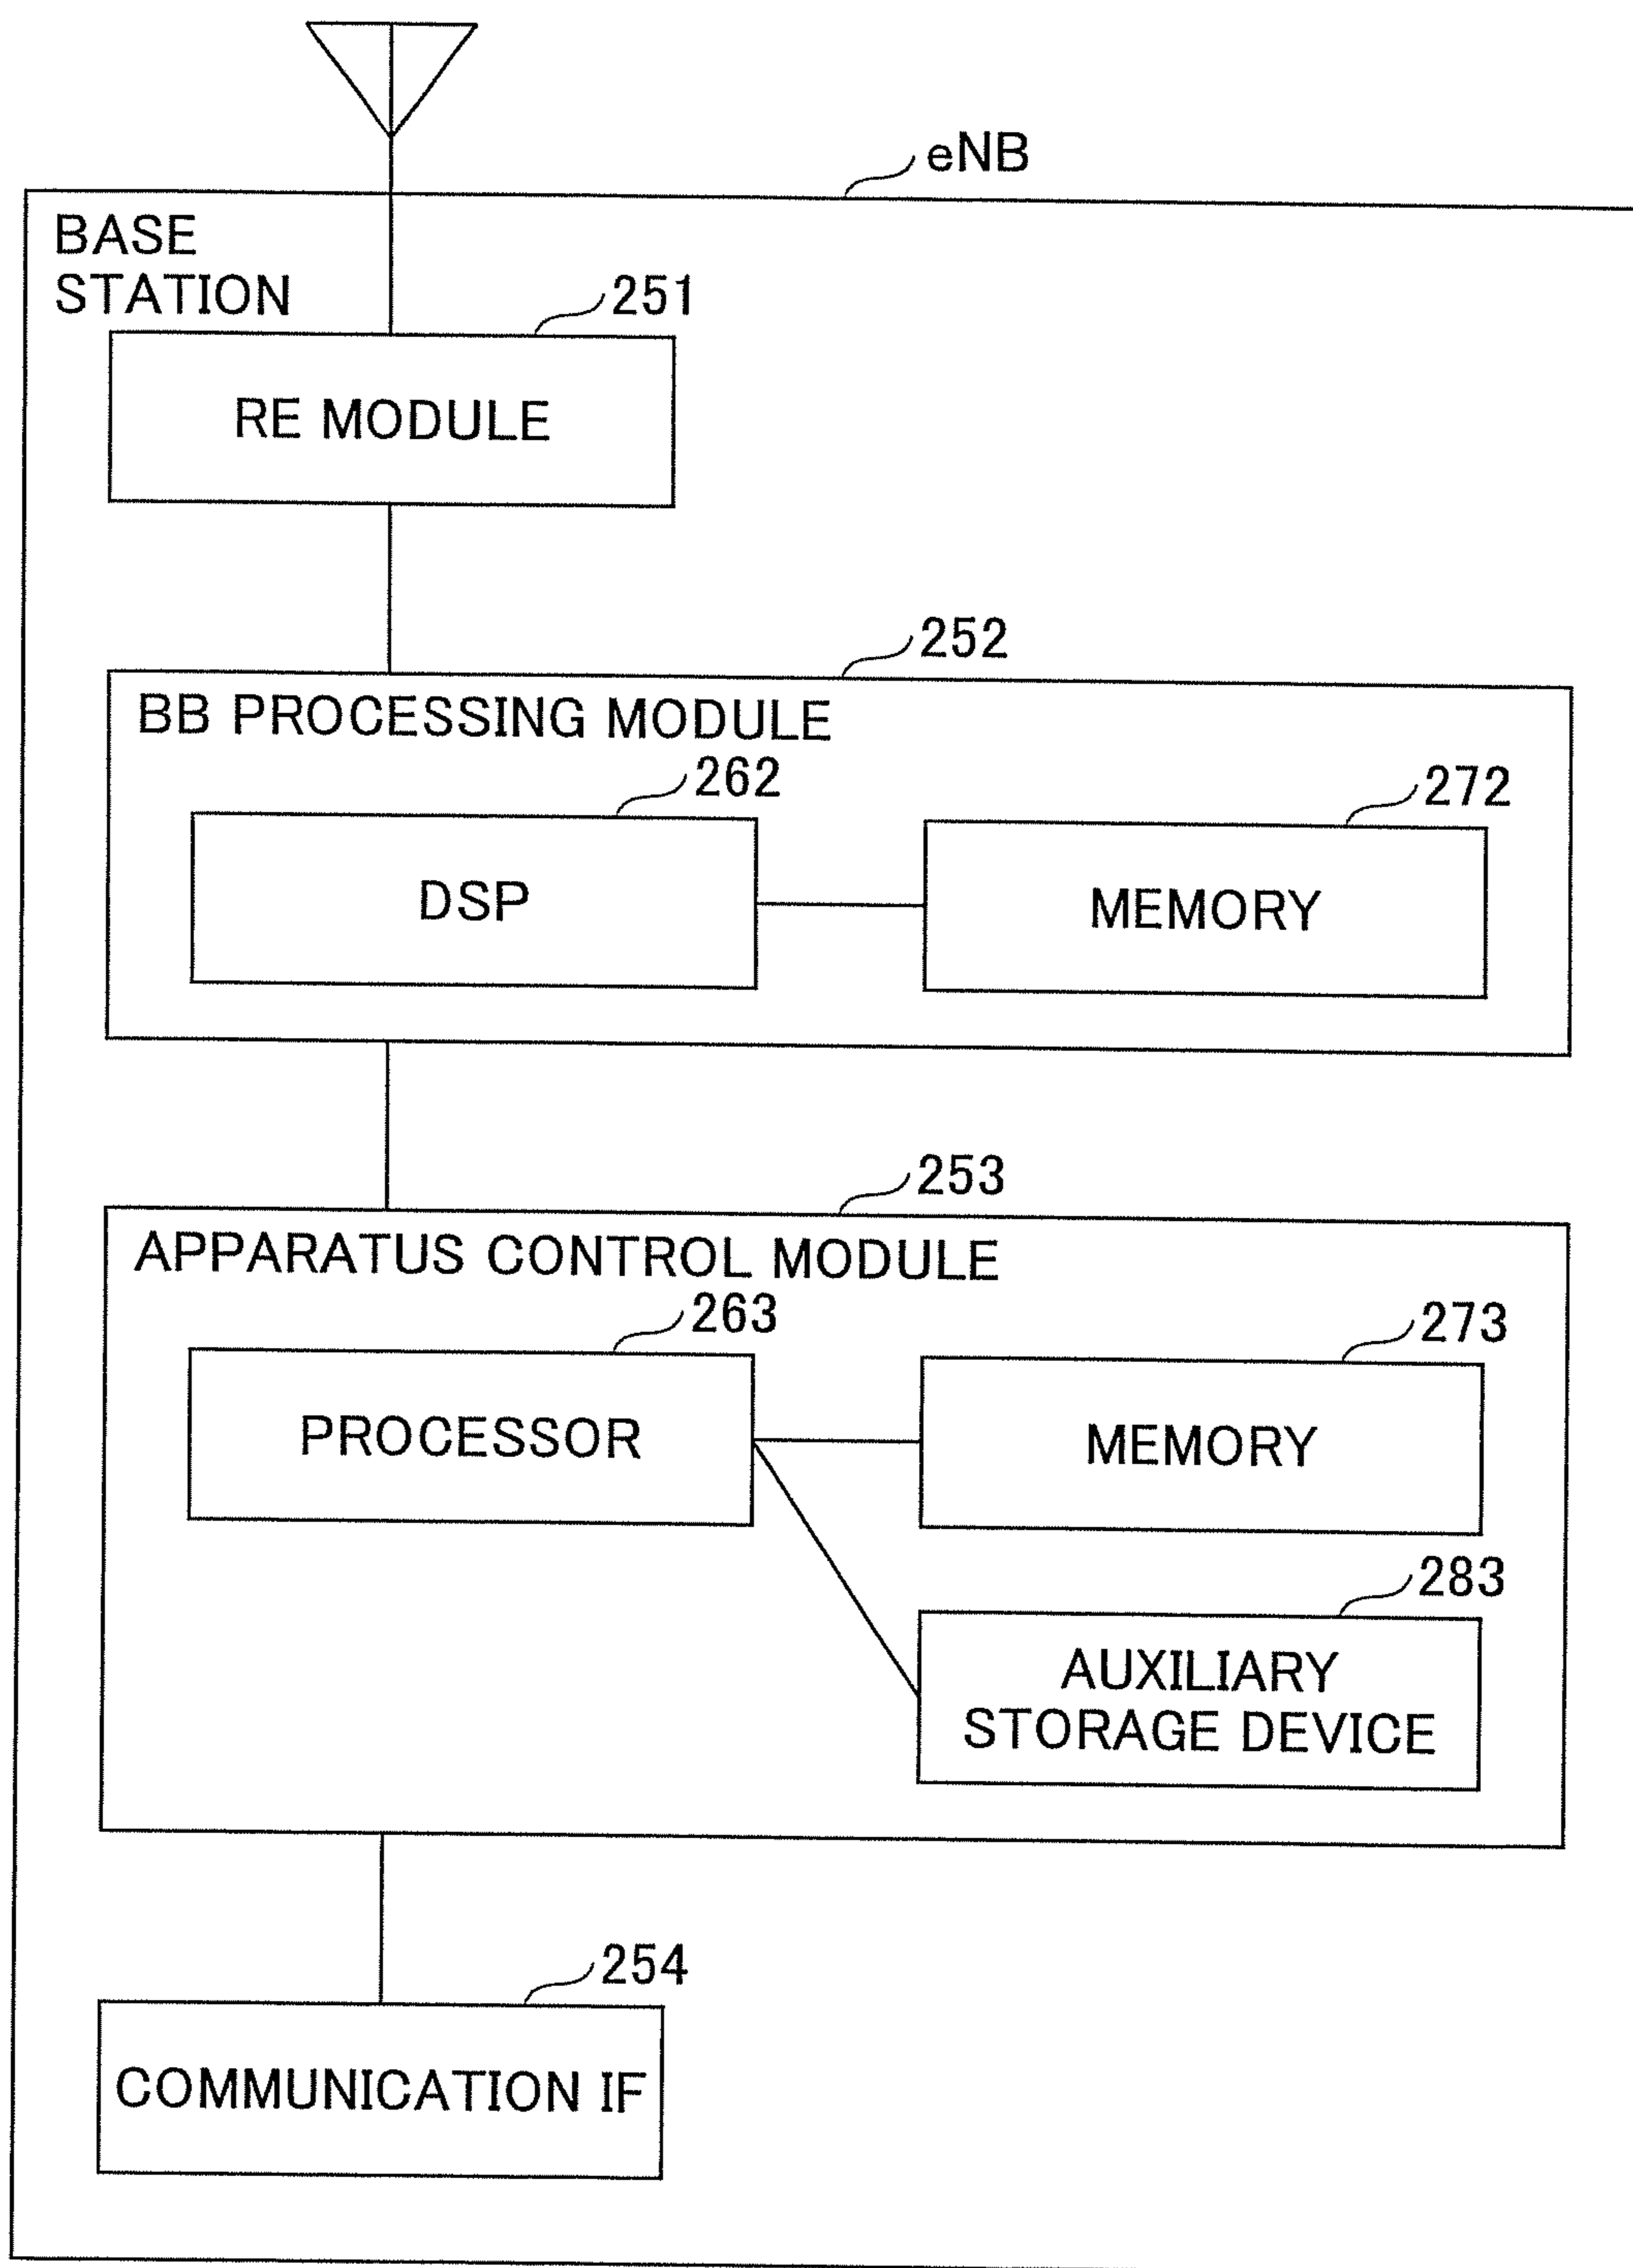 eNB
BASE
STATION
251
RE MODULE
252
BB PROCESSING MODULE
262
272
DSP
MEMORY
253
APPARATUS CONTROL MODULE
263
273
PROCESSOR
MEMORY
283
AUXILIARY
STORAGE DEVICE
254
COMMUNICATION IF